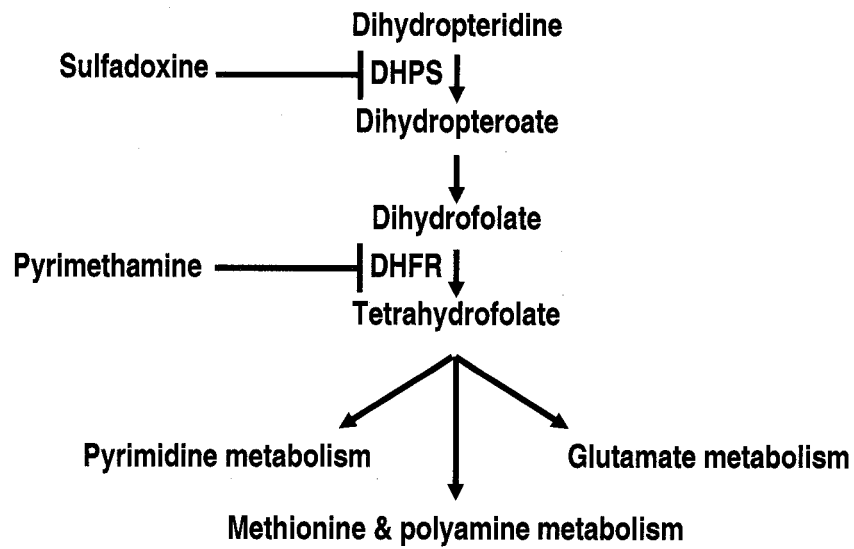 Dihydropteridine
Sulfadoxine
DHPS
Dihydropteroate
Dihydrofolate
Pyrimethamine
DHFR
Tetrahydrofolate
Pyrimidine metabolism
Glutamate metabolism
Methionine & polyamine metabolism